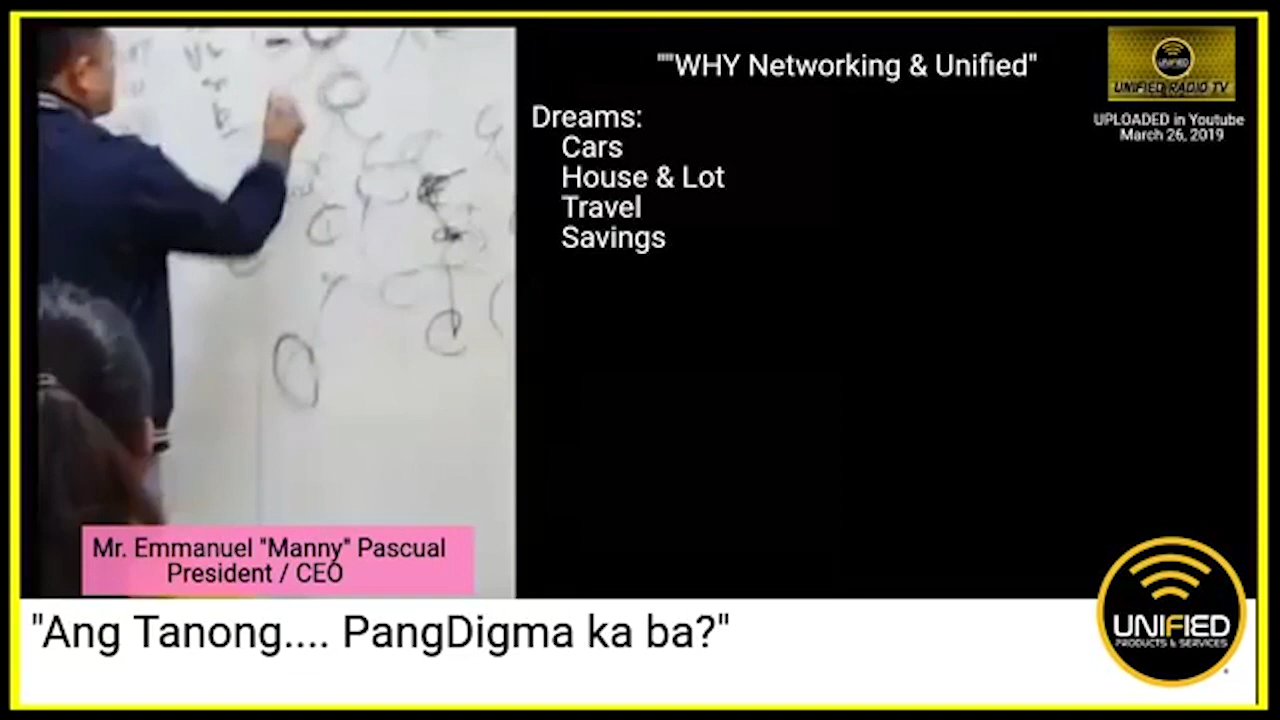 ""WHY Networking & Unified"
Dreams:
Cars
House & Lot
Travel
Savings
UNIFIED
UNIFIED RADIO TV
UPLOADED in Youtube
March 26, 2019
Mr. Emmanuel "Manny" Pascual
President / CEO
"Ang Tanong.... PangDigma ka ba?"
UNIFIED
PRODUCTS & SERVICES